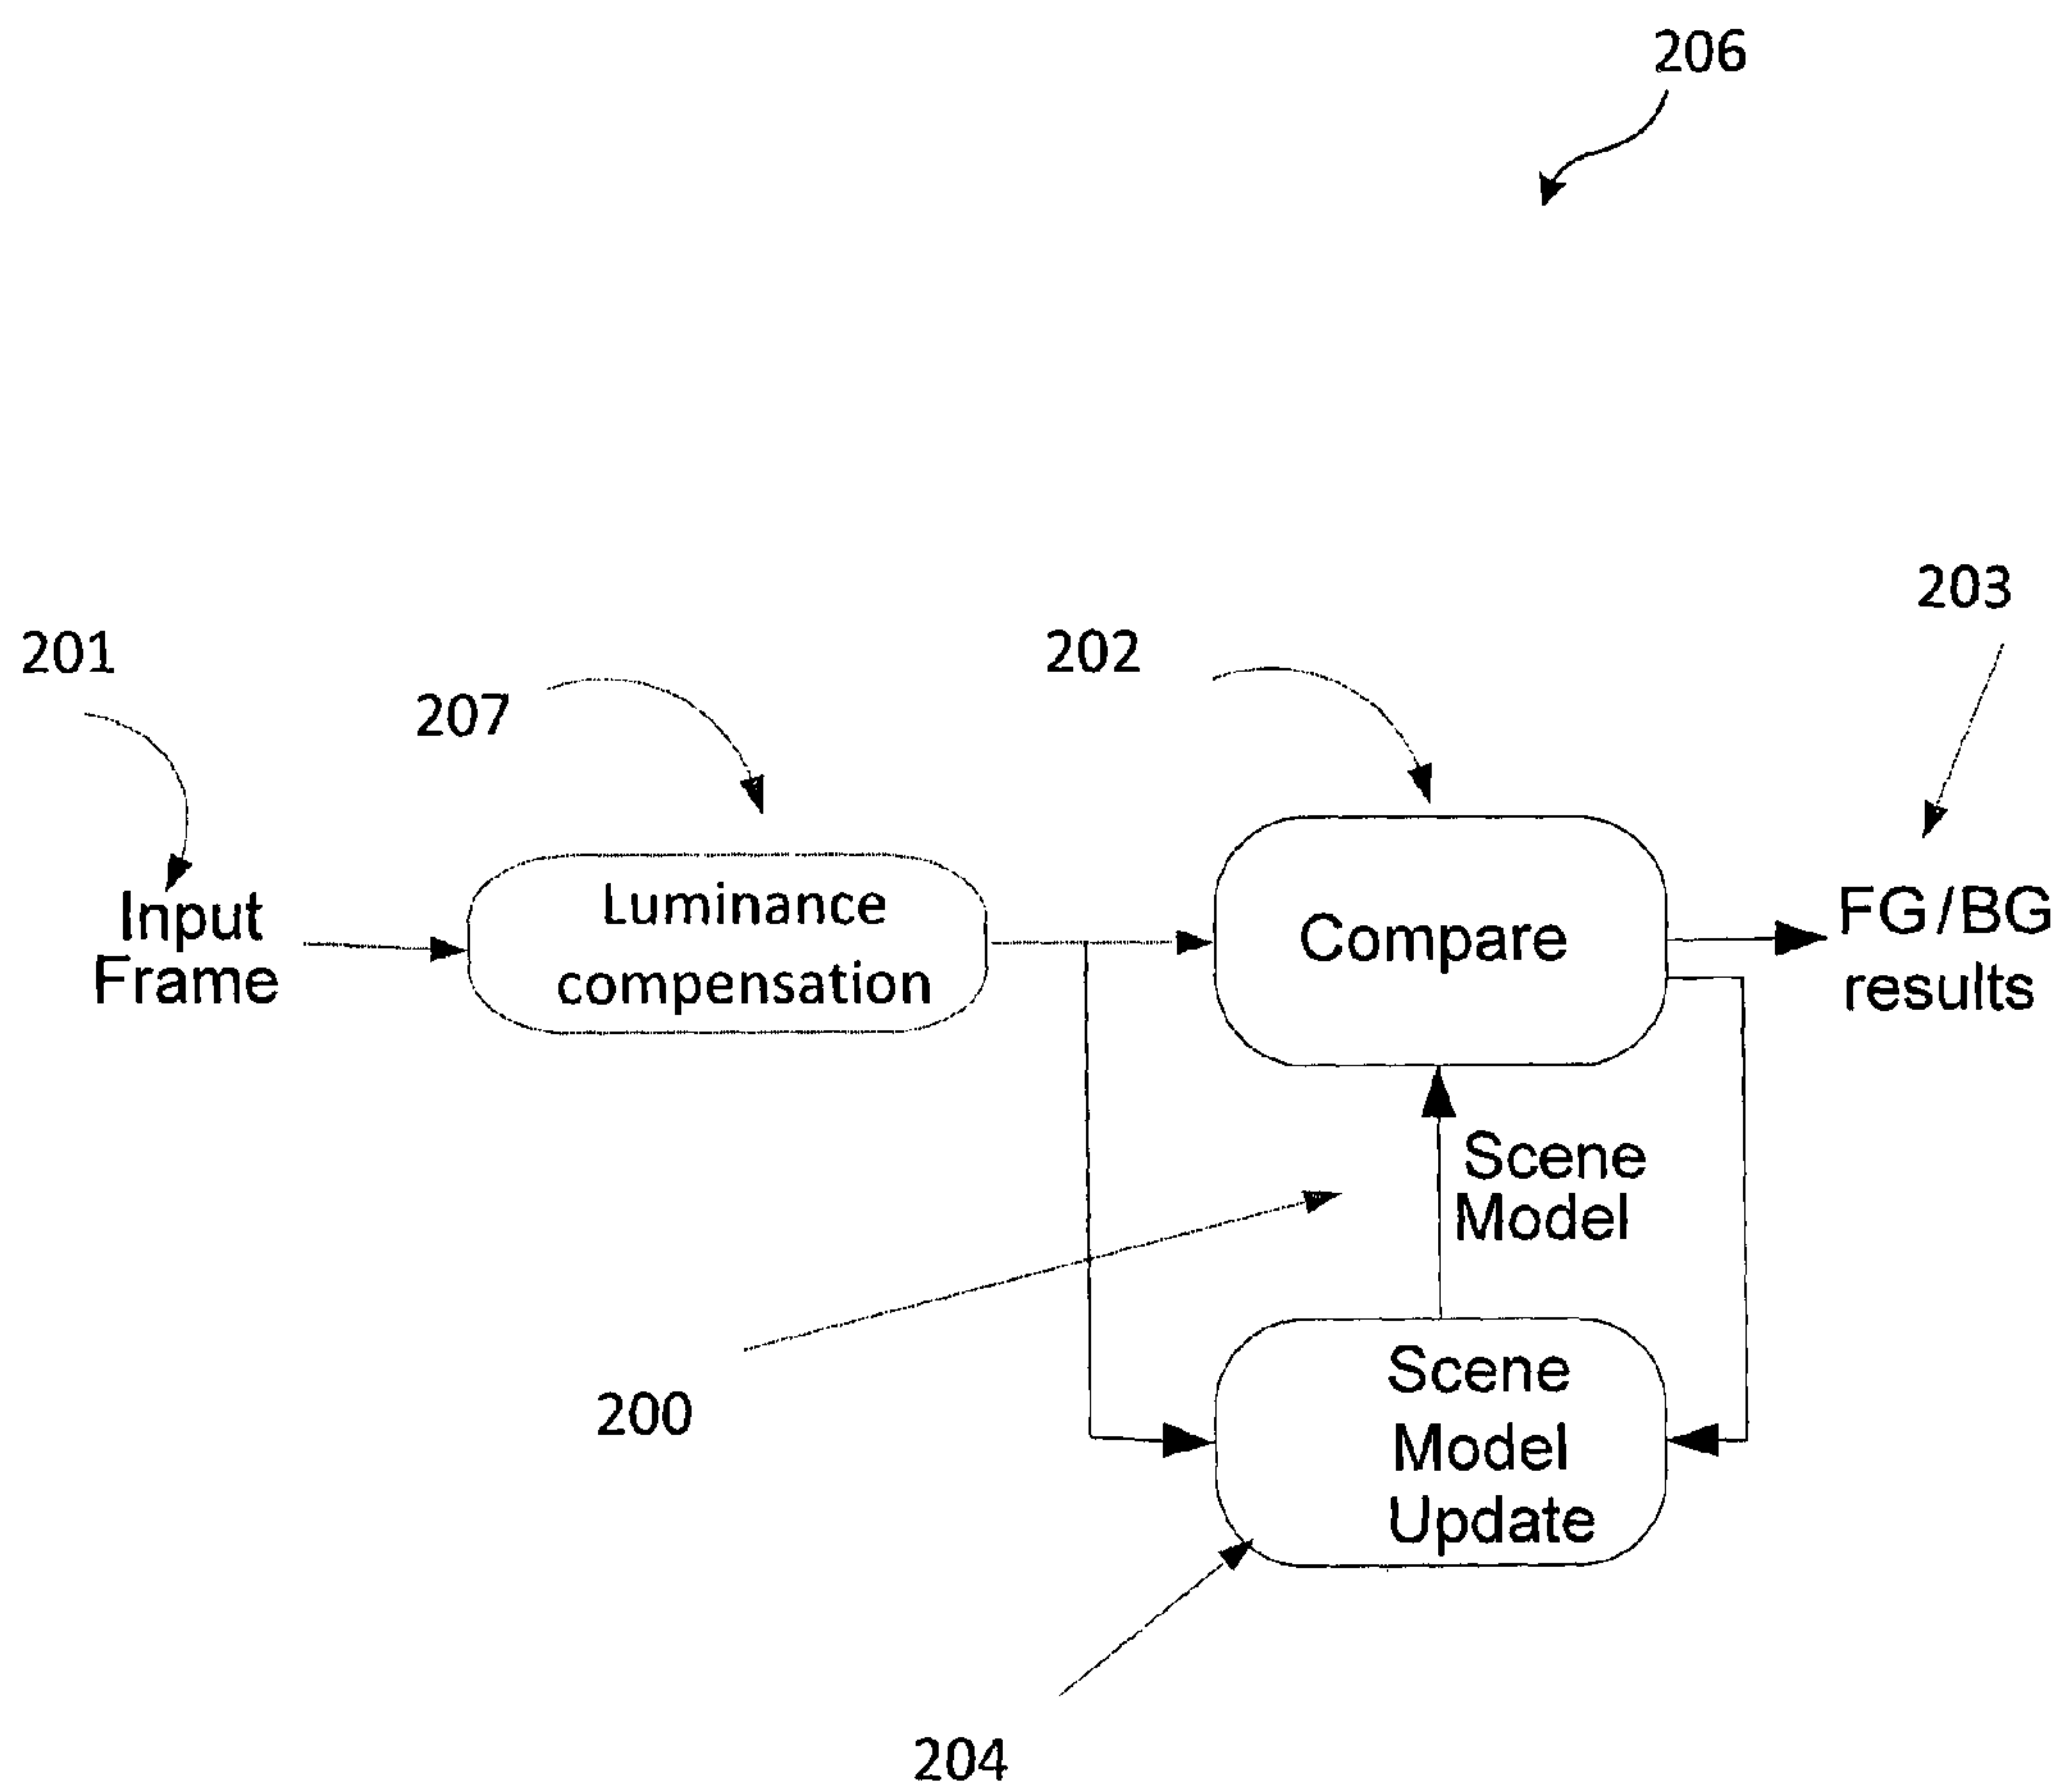 206
203
201
202
207
Input
Frame
Luminance
compensation
Compare
FG/BG
results
Scene
Model
200
Scene
Model
Update
204